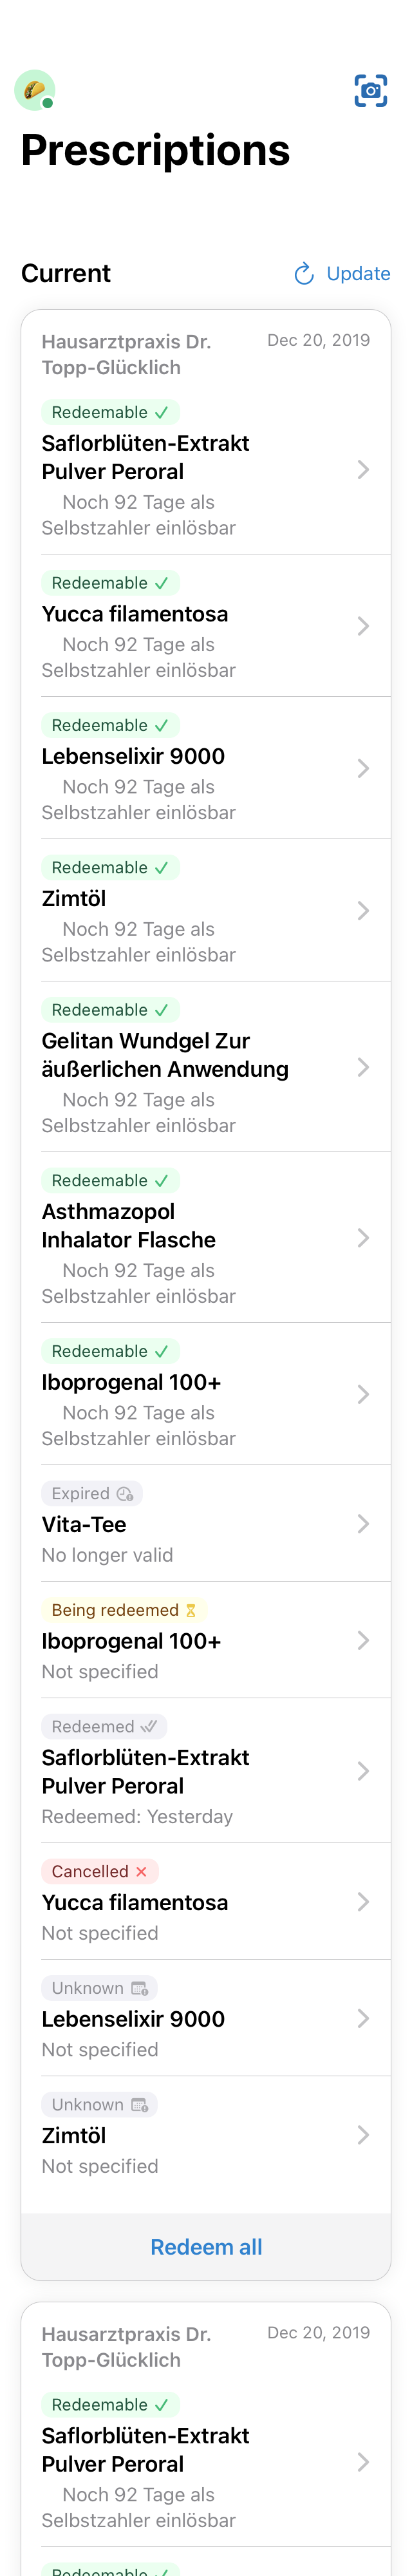 Prescriptions
Current
Update
Hausarztpraxis Dr.
Topp-Glücklich
Dec 20, 2019
Redeemable
Saflorblüten-Extrakt
Pulver Peroral
Noch 92 Tage als
Selbstzahler einlösbar
Redeemable
Yucca filamentosa
Noch 92 Tage als
Selbstzahler einlösbar
Redeemable
Lebenselixir 9000
Noch 92 Tage als
Selbstzahler einlösbar
Redeemable
Zimtöl
Noch 92 Tage als
Selbstzahler einlösbar
Redeemable
Gelitan Wundgel Zur
äußerlichen Anwendung
Noch 92 Tage als
Selbstzahler einlösbar
Redeemable
Asthmazopol
Inhalator Flasche
Noch 92 Tage als
Selbstzahler einlösbar
Redeemable
Iboprogenal 100+
Noch 92 Tage als
Selbstzahler einlösbar
Expired
Vita-Tee
No longer valid
Being redeemed
Iboprogenal 100+
Not specified
Redeemed
Saflorblüten-Extrakt
Pulver Peroral
Redeemed: Yesterday
Cancelled
Yucca filamentosa
Not specified
Unknown
Lebenselixir 9000
Not specified
Unknown
Zimtöl
Not specified
Redeem all
Hausarztpraxis Dr.
Topp-Glücklich
Dec 20, 2019
Redeemable
Saflorblüten-Extrakt
Pulver Peroral
Noch 92 Tage als
Selbstzahler einlösbar
Redeemable